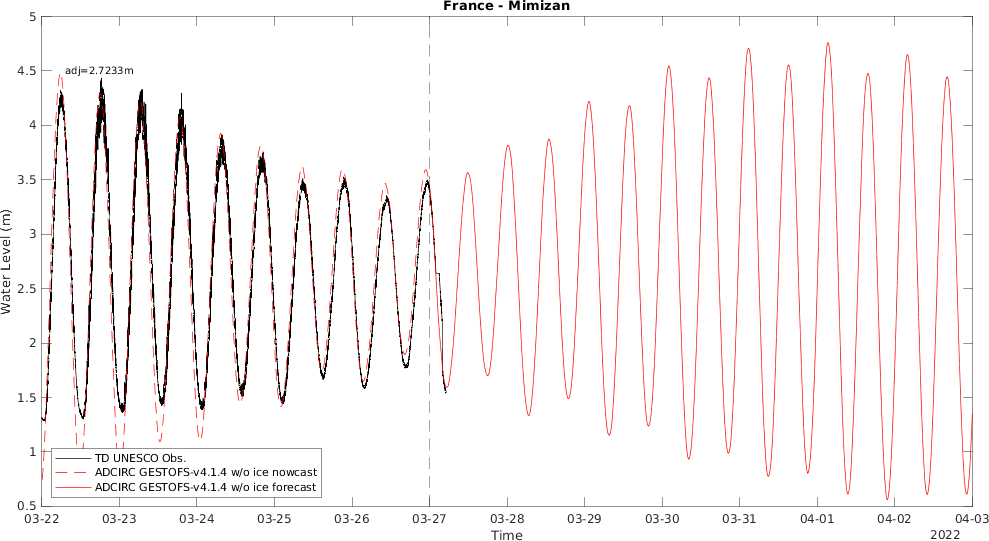 France - Mimizan
adj=2.7233m
Water Level (m)
5
4.5
4
3.5
3
2.5
2
1.5
1
0.5
TD UNESCO Obs.
ADCIRC GESTOFS-v4.1.4 w/o ice nowcast
ADCIRC GESTOFS-v4.1.4 w/o ice forecast
03-22 03-23 03-24 03-25 03-26 03-27 03-28 03-29 03-30 03-31 04-01 04-02 04-03
Time
2022